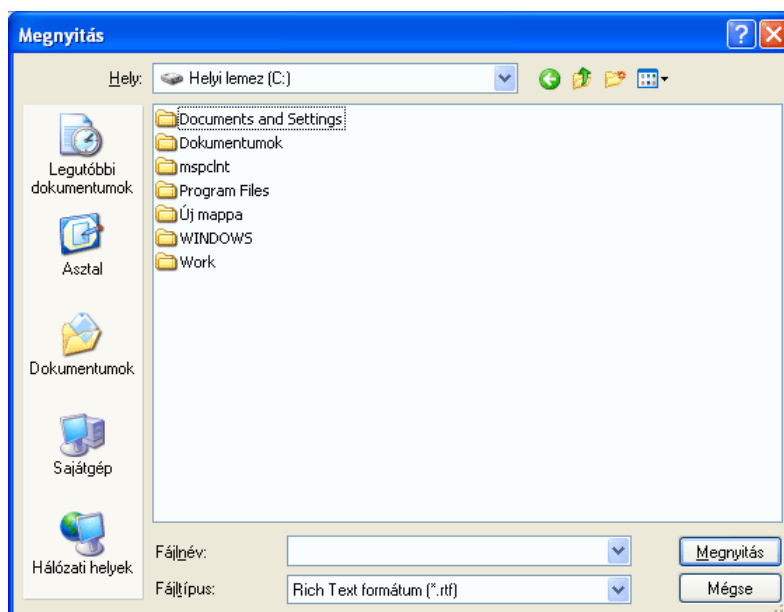 Megnyitás
Hely: Helyi lemez (C:)
Legutóbbi
dokumentumok
Asztal
Dokumentumok
Sajátgép
Hálózati helyek
Documents and Settings
Dokumentumok
mspclnt
Program Files
Új mappa
WINDOWS
Work
Fájlnév: Megnyitás
Fájltípus: Rich Text formátum (*.rtf) Mégse